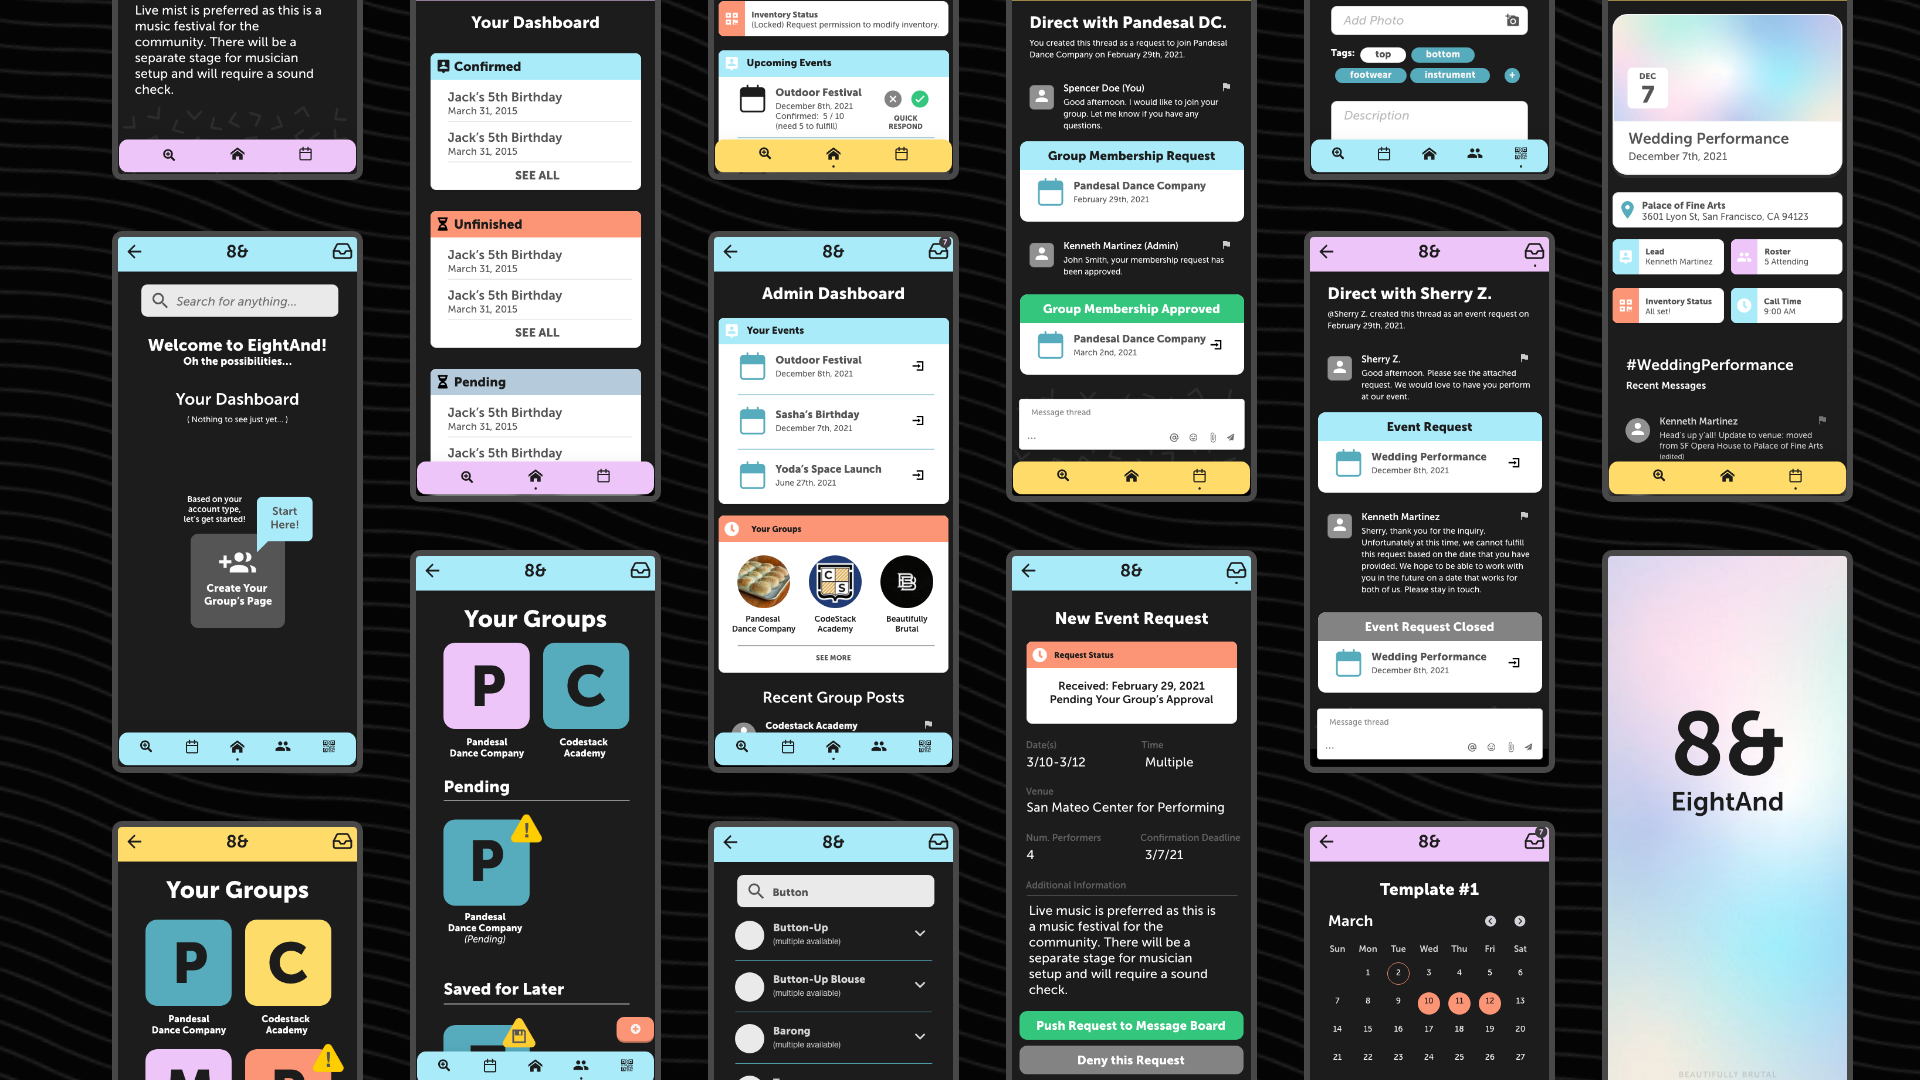 Live mist is preferred as this is a
music festival for the
community. There will be a
separate stage for musician
setup and will require a sound
check.
8&
Search for anything...
Welcome to EightAnd!
Oh the possibilities...
Your Dashboard
( Nothing to see just yet... )
Based on your
account type,
let's get started!
Start
Here!
Create Your
Group's Page
8&
Your Groups
P
C
Pandesal
Dance Company
Codestack
Academy
Your Dashboard
Confirmed
Jack's 5th Birthday
March 31, 2015
Jack's 5th Birthday
March 31, 2015
SEE ALL
Unfinished
Jack's 5th Birthday
March 31, 2015
Jack's 5th Birthday
March 31, 2015
SEE ALL
Pending
Jack's 5th Birthday
March 31, 2015
Jack's 5th Birthday
8&
Your Groups
P
C
Pandesal
Dance Company
Codestack
Academy
Pending
P
Pandesal
Dance Company
(Pending)
Saved for Later
Inventory Status
(Locked) Request permission to modify inventory.
Upcoming Events
Outdoor Festival
December 8th, 2021
Confirmed: 5 / 10
(need 5 to fulfill)
QUICK
RESPOND
8&
7
Admin Dashboard
Your Events
Outdoor Festival
December 8th, 2021
Sasha's Birthday
December 7th, 2021
Yoda's Space Launch
June 27th, 2021
Your Groups
C
S
B
Pandesal
Dance Company
CodeStack
Academy
Beautifully
Brutal
SEE MORE
Recent Group Posts
Codestack Academy
8&
Button
Button-Up
(multiple available)
Button-Up Blouse
(multiple available)
Barong
(multiple available)
Direct with Pandesal DC.
You created this thread as a request to join Pandesal
Dance Company on February 29th, 2021.
Spencer Doe (You)
Good afternoon. I would like to join your
group. Let me know if you have any
questions.
Group Membership Request
Pandesal Dance Company
February 29th, 2021
Kenneth Martinez (Admin)
John Smith, your membership request has
been approved.
Group Membership Approved
Pandesal Dance Company
March 2nd, 2021
Message thread
...
8&
New Event Request
Request Status
Received: February 29, 2021
Pending Your Group's Approval
Date(s)
Time
3/10-3/12
Multiple
Venue
San Mateo Center for Performing
Num. Performers
Confirmation Deadline
4
3/7/21
Additional Information
Live music is preferred as this is
a music festival for the
community. There will be a
separate stage for musician
setup and will require a sound
check.
Push Request to Message Board
Deny this Request
Add Photo
Tags:
top
bottom
footwear
instrument
+
Description
8&
Direct with Sherry Z.
@Sherry Z. created this thread as an event request on
February 29th, 2021.
Sherry Z.
Good afternoon. Please see the attached
request. We would love to have you perform
at our event.
Event Request
Wedding Performance
December 8th, 2021
Kenneth Martinez
Sherry, thank you for the inquiry.
Unfortunately at this time, we cannot fulfill
this request based on the date that you have
provided. We hope to be able to work with
you in the future on a date that works for
both of us. Please stay in touch.
Event Request Closed
Wedding Performance
December 8th, 2021
Message thread
...
8&
7
Template #1
March
Sun Mon Tue Wed Thu Fri Sat
1 2 3 4 5 6
7 8 9 10 11 12 13
14 15 16 17 18 19 20
21 22 23 24 25 26 27
DEC
7
Wedding Performance
December 7th, 2021
Palace of Fine Arts
3601 Lyon St, San Francisco, CA 94123
Lead
Kenneth Martinez
Roster
5 Attending
Inventory Status
All set!
Call Time
9:00 AM
#WeddingPerformance
Recent Messages
Kenneth Martinez
Head's up y'all! Update to venue: moved
from SF Opera House to Palace of Fine Arts
(edited)
8&
EightAnd
BEAUTIFULLY BRUTAL